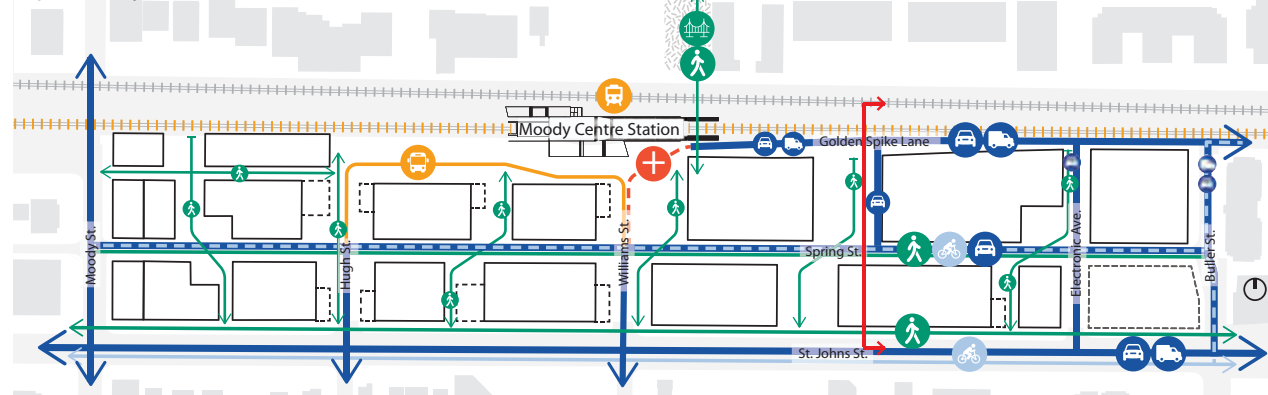 Moody Centre Station
Golden Spike Lane
Moody St.
Hugh St.
Williams St.
Spring St.
Electronic Ave.
Buller St.
St. Johns St.